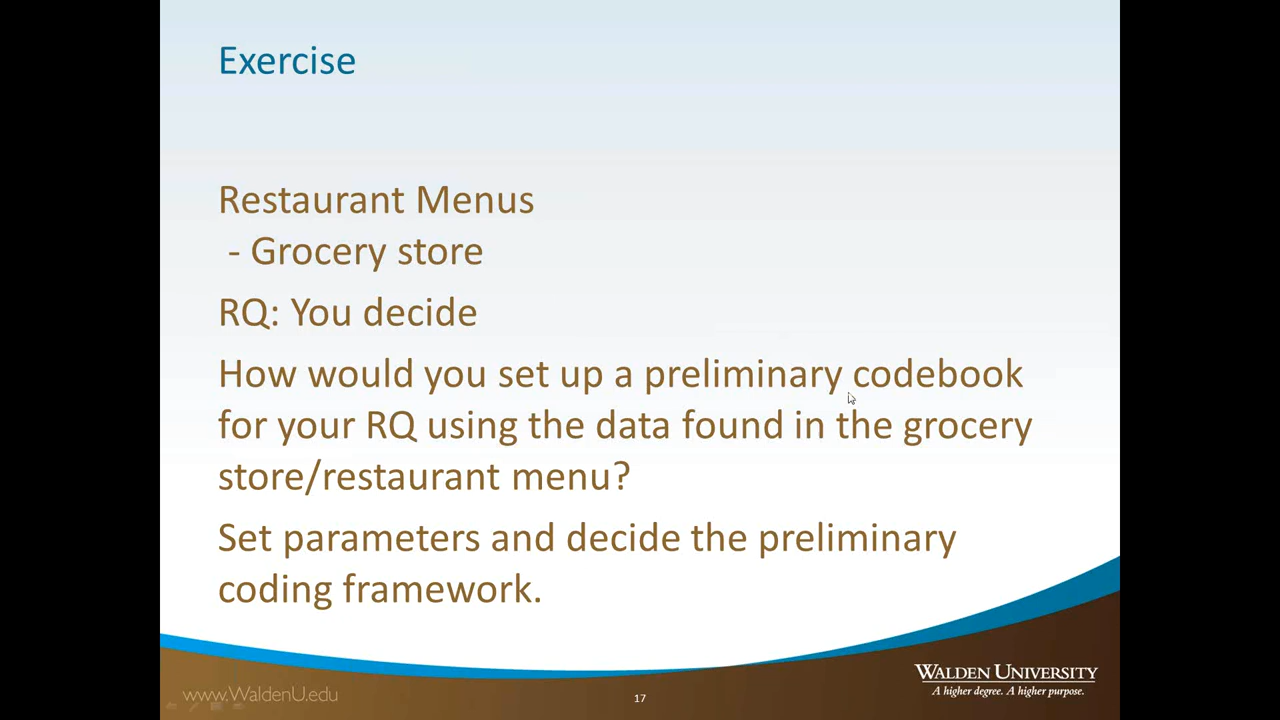 Exercise
Restaurant Menus
- Grocery store
RQ: You decide
How would you set up a preliminary codebook
for your RQ using the data found in the grocery
store/restaurant menu?
Set parameters and decide the preliminary
coding framework.
WALDEN UNIVERSITY
A higher degree. A higher purpose.
www.WaldenU.edu
17